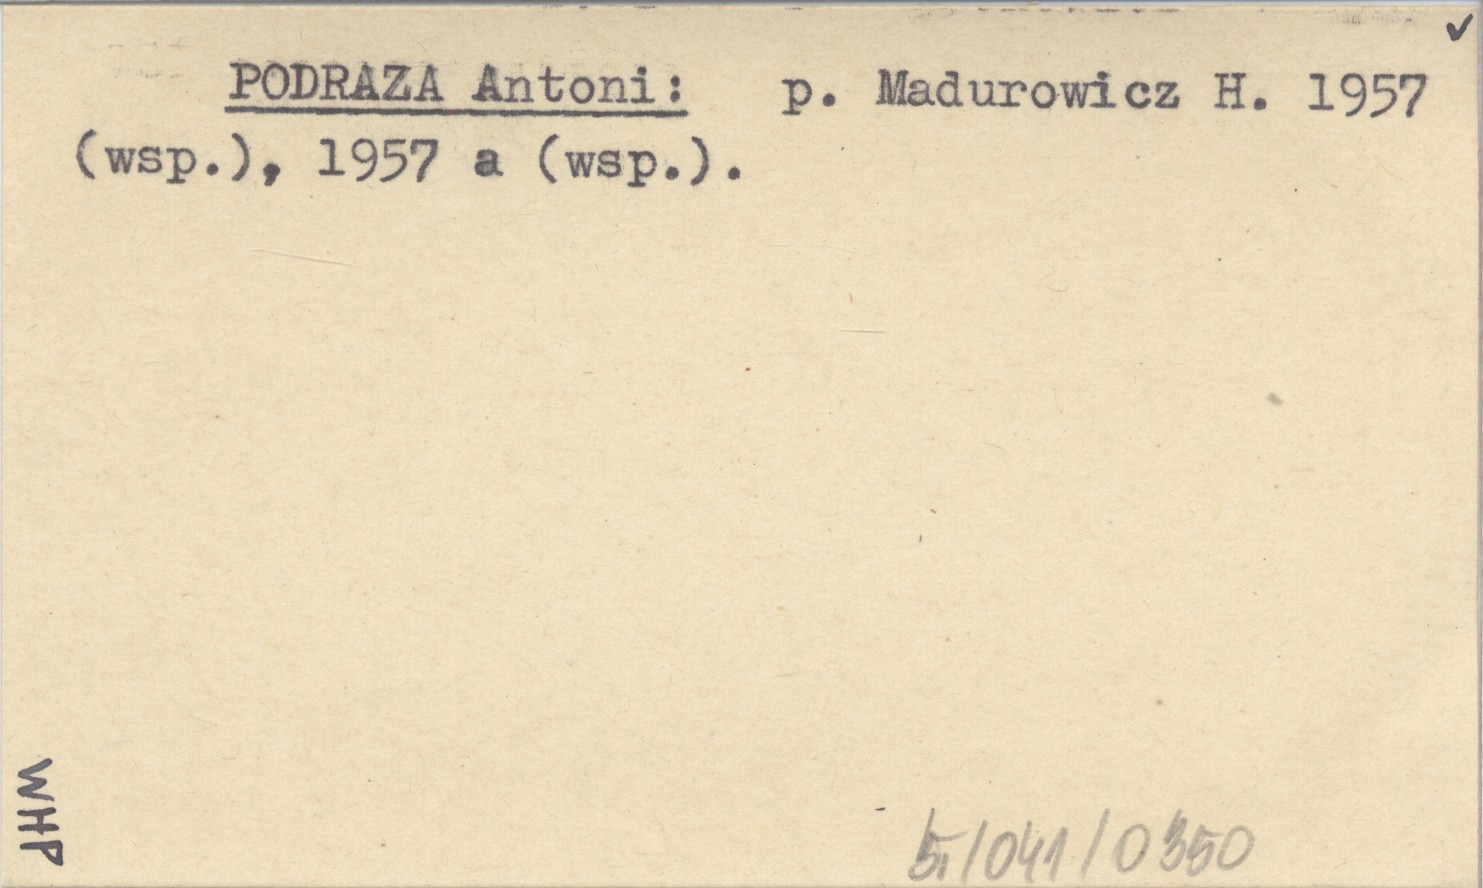 PODRAZA Antoni: p. Madurowicz H. 1957
(wsp.), 1957 a (wsp.).
WHP
5/041/0350